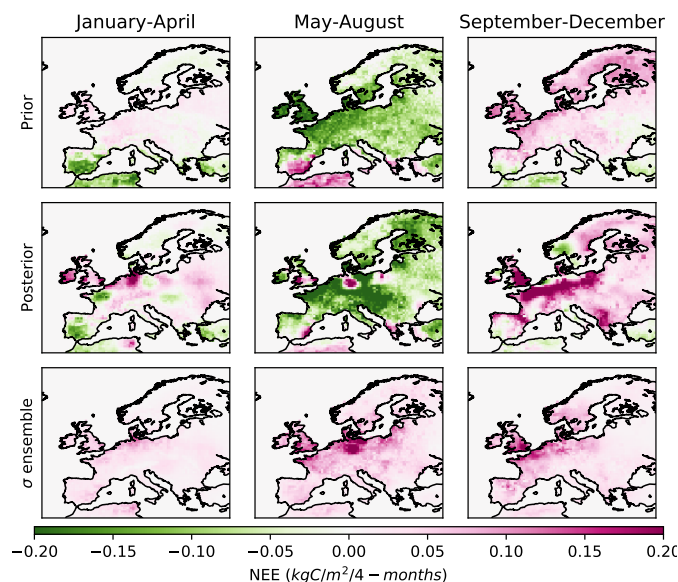 January-April May-August September-December
Prior
Posterior
σ ensemble
−0.20 −0.15 −0.10 −0.05 0.00 0.05 0.10 0.15 0.20
NEE (kgC/m²/4 − months)